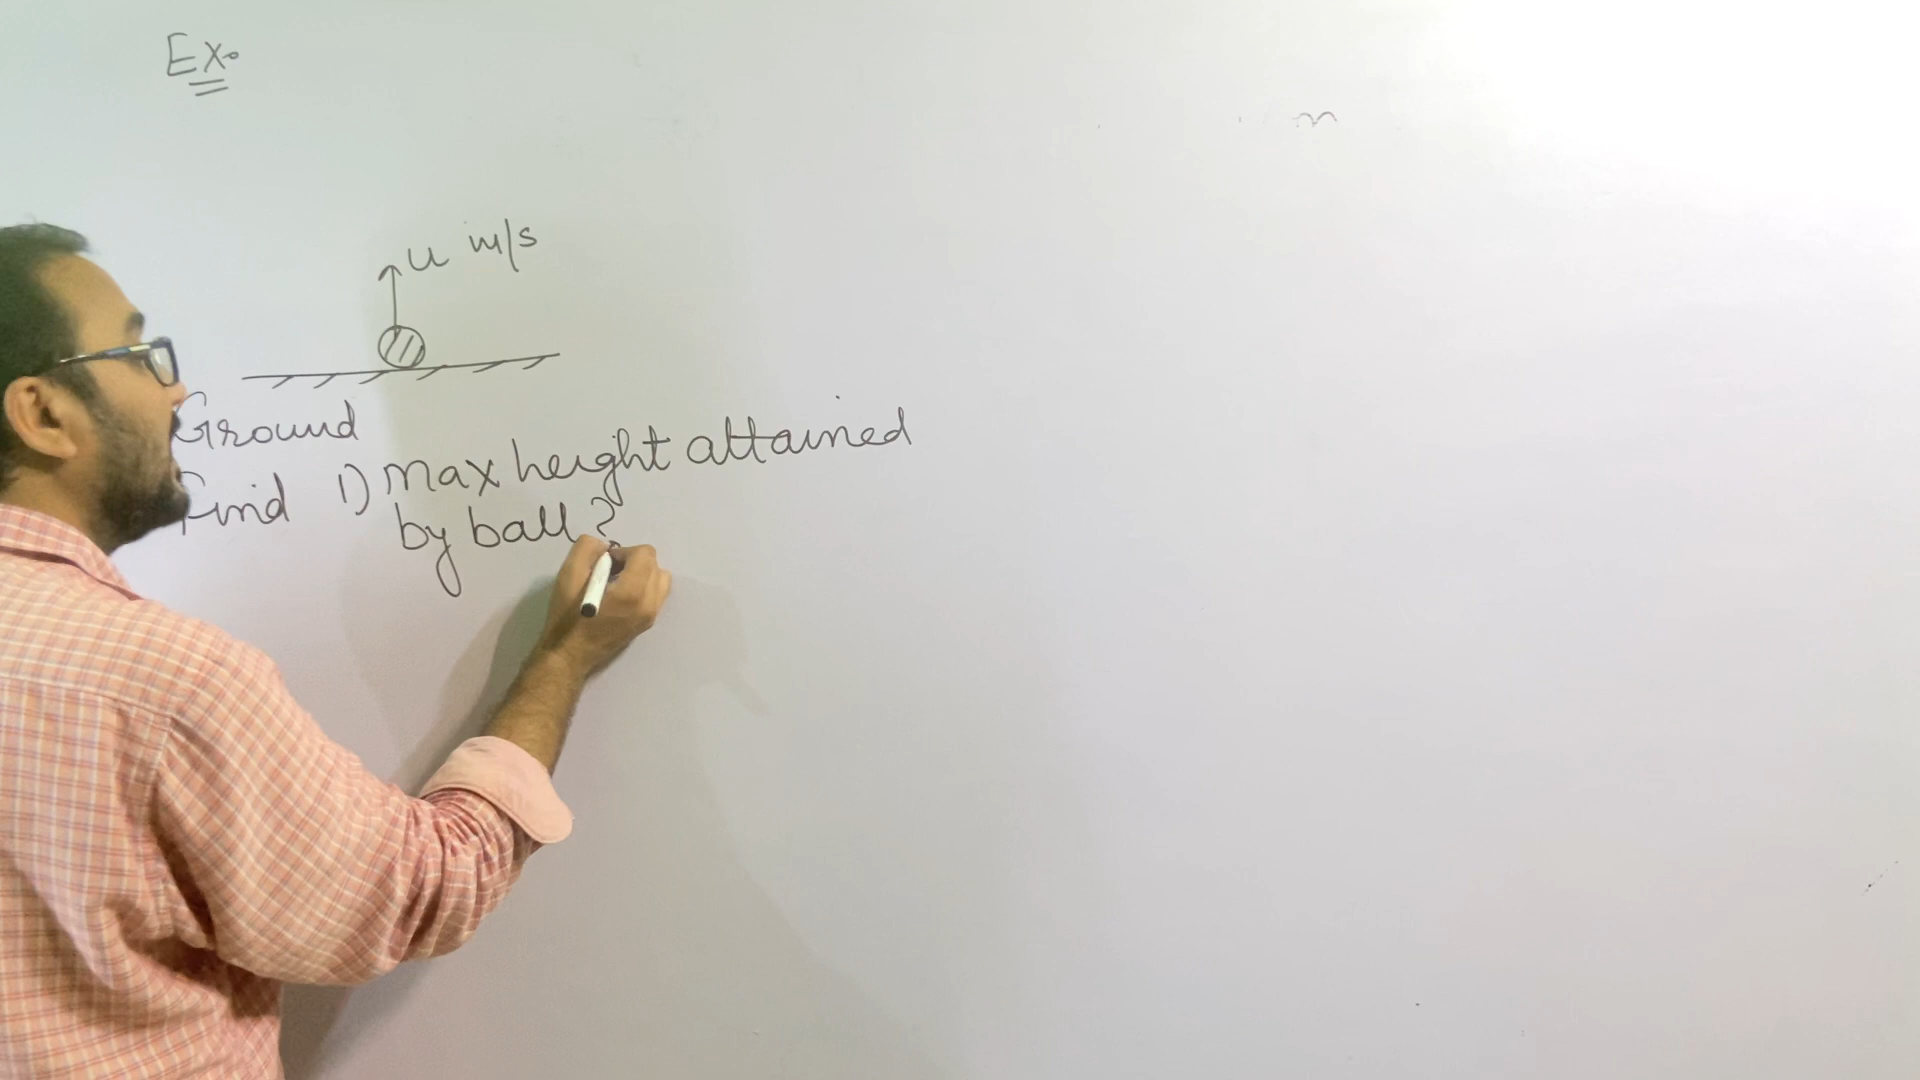 Ex.
u m/s
Ground
Find 1) Max height attained
by ball?